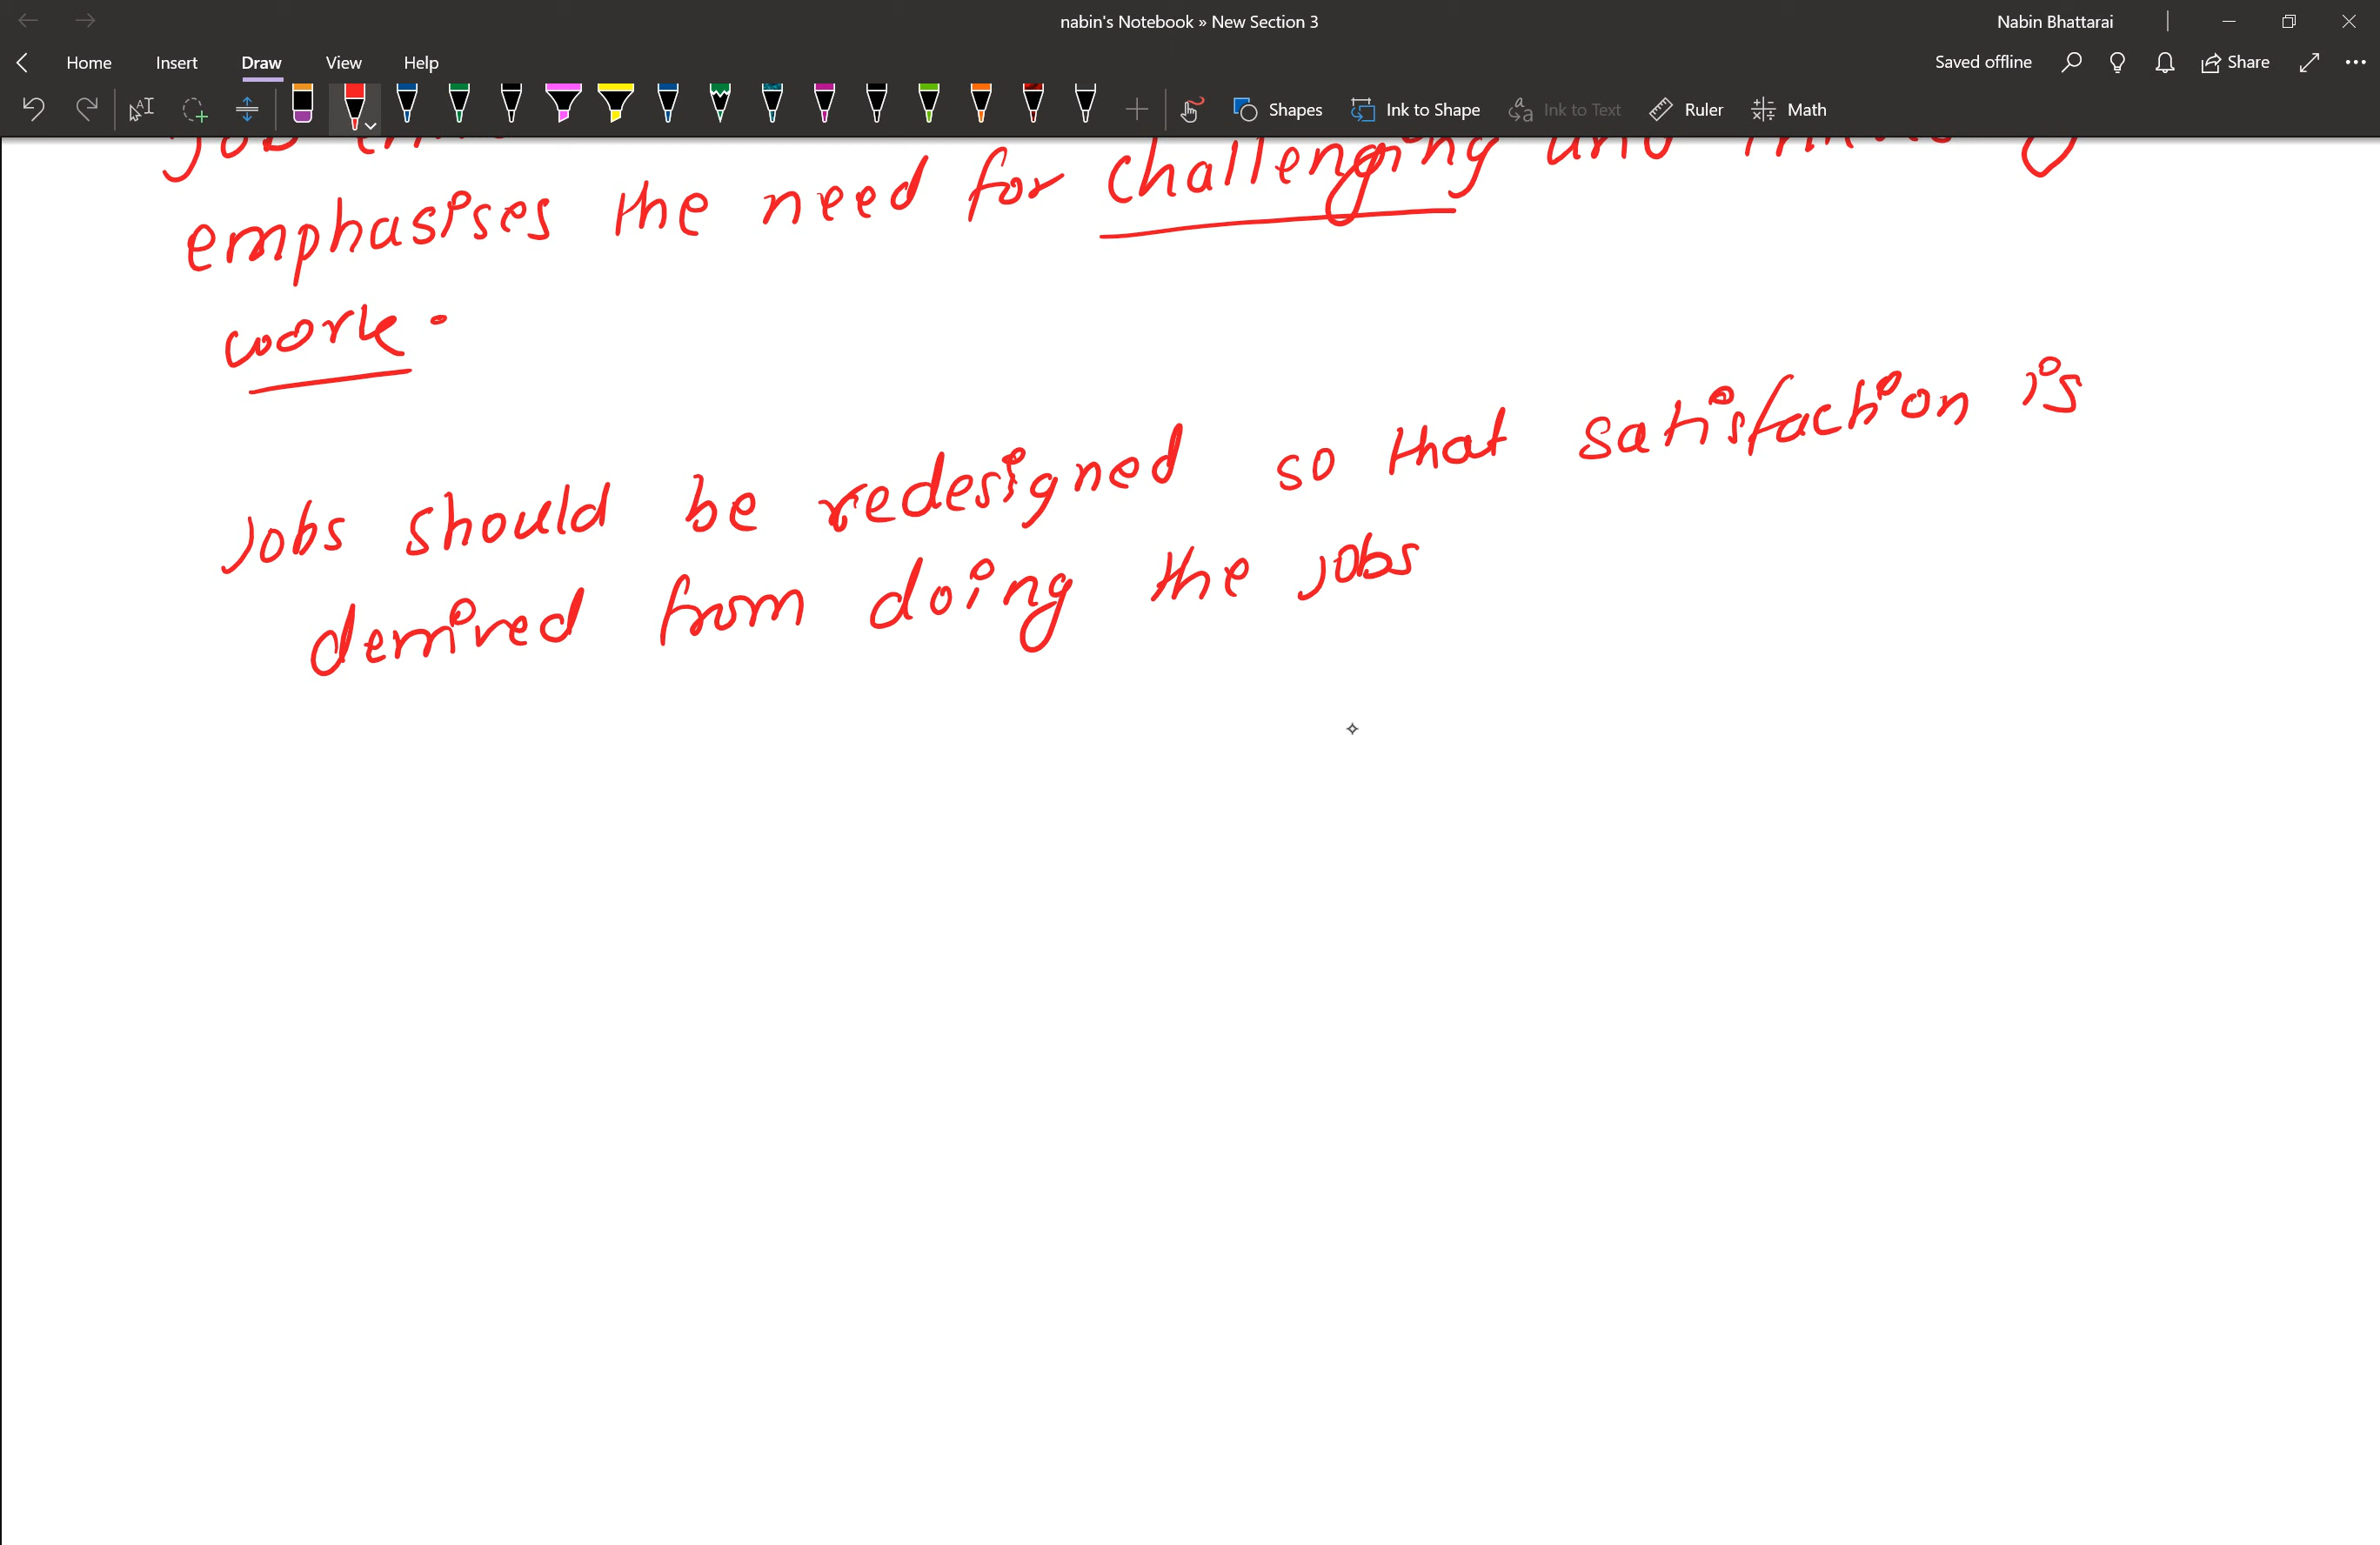 nabin's Notebook » New Section 3
Nabin Bhattarai
Home Insert Draw View Help
Saved offline
Share
Shapes Ink to Shape Ink to Text Ruler Math
emphasises the need for challenging and
work.
jobs should be redesigned so that satisfaction is
derived from doing the jobs